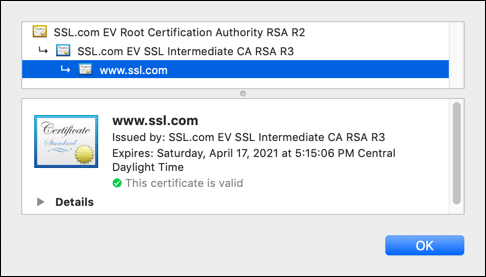 SSL.com EV Root Certification Authority RSA R2
SSL.com EV SSL Intermediate CA RSA R3
www.ssl.com
Certificate
Standard
www.ssl.com
Issued by: SSL.com EV SSL Intermediate CA RSA R3
Expires: Saturday, April 17, 2021 at 5:15:06 PM Central
Daylight Time
This certificate is valid
Details
OK